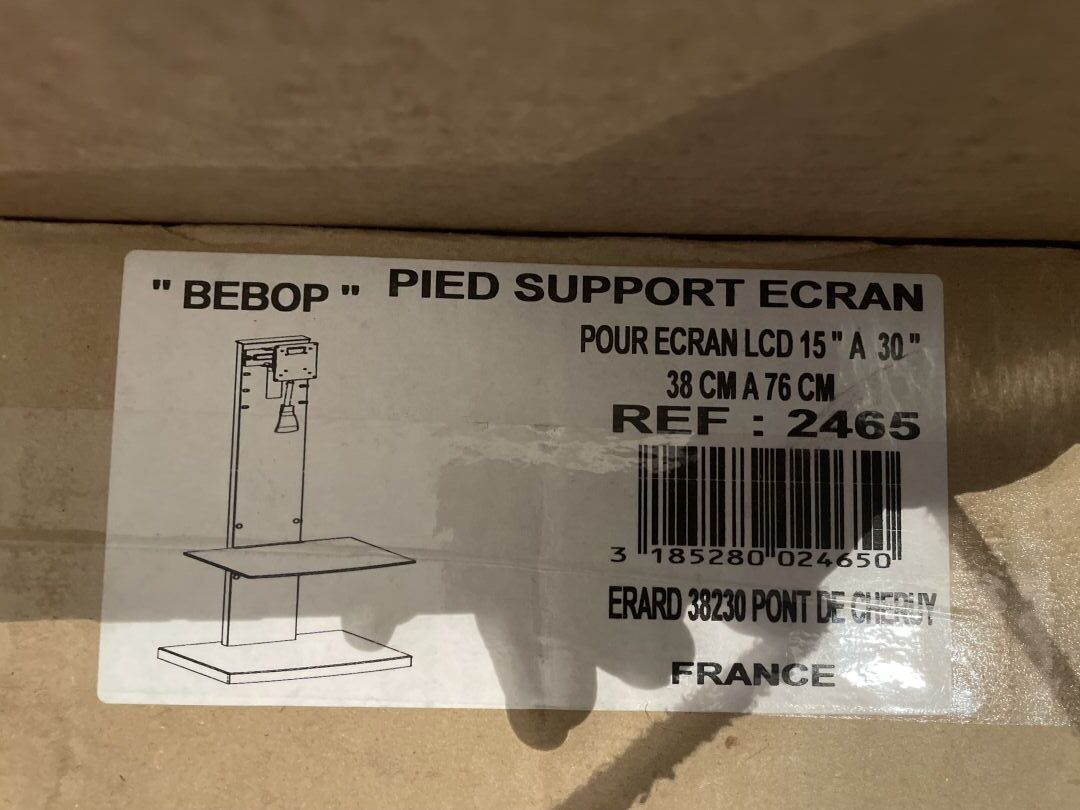 " BEBOP " PIED SUPPORT ECRAN
POUR ECRAN LCD 15 " A 30 "
38 CM A 76 CM
REF : 2465
3 185280 024650
ERARD 38230 PONT DE CHERUY
FRANCE